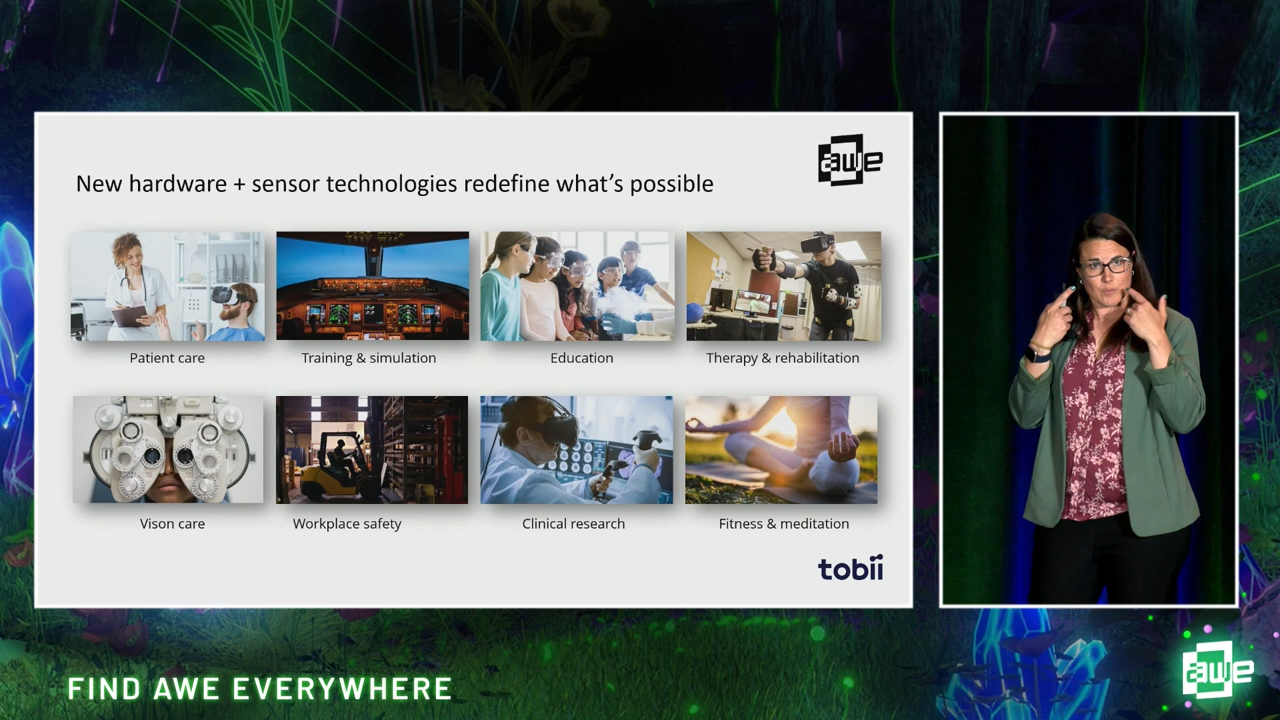 awe
New hardware + sensor technologies redefine what's possible
Patient care
Training & simulation
Education
Therapy & rehabilitation
Vison care
Workplace safety
Clinical research
Fitness & meditation
tobii
FIND AWE EVERYWHERE
awe